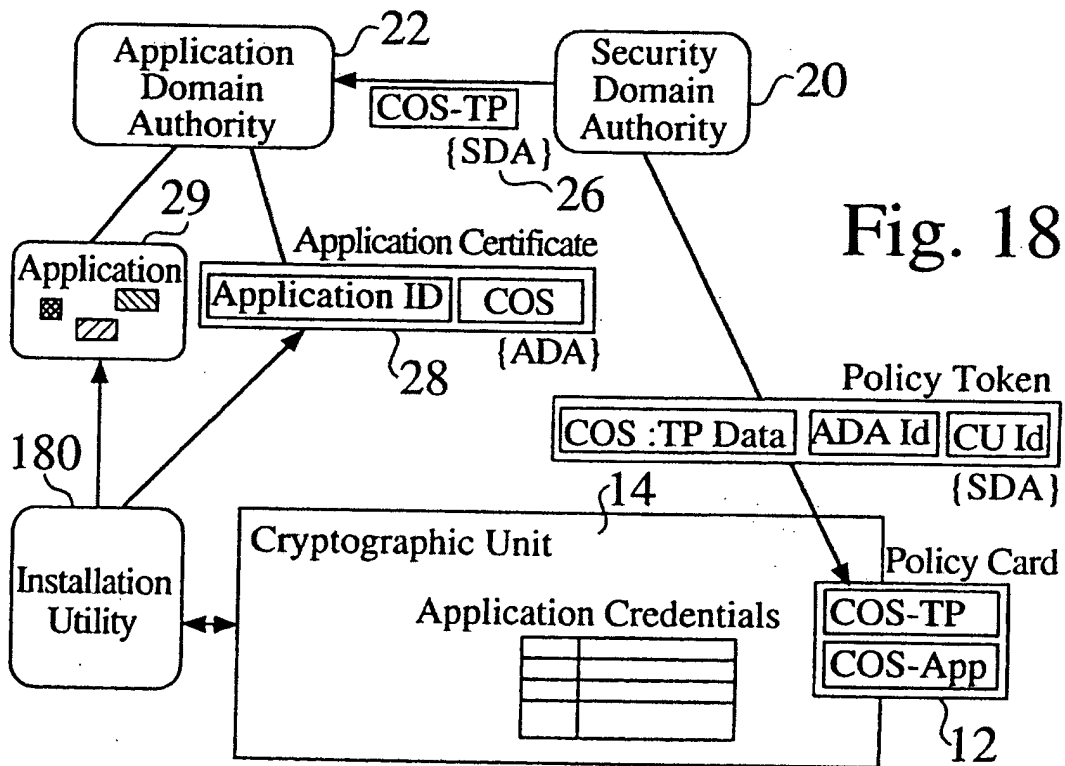 22
Application
Domain
Authority
Security
Domain
Authority
20
COS-TP
{SDA}
26
Fig. 18
29
Application
Application Certificate
Application ID
COS
{ADA}
28
Policy Token
COS :TP Data
ADA Id
CU Id
{SDA}
180
Installation
Utility
14
Cryptographic Unit
Application Credentials
Policy Card
COS-TP
COS-App
12